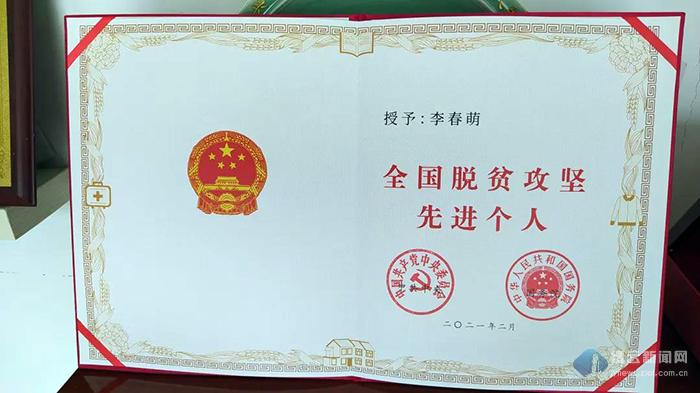 授予：李春萌
全国脱贫攻坚
先进个人
中国共产党中央委员会
中华人民共和国国务院
二〇二一年二月